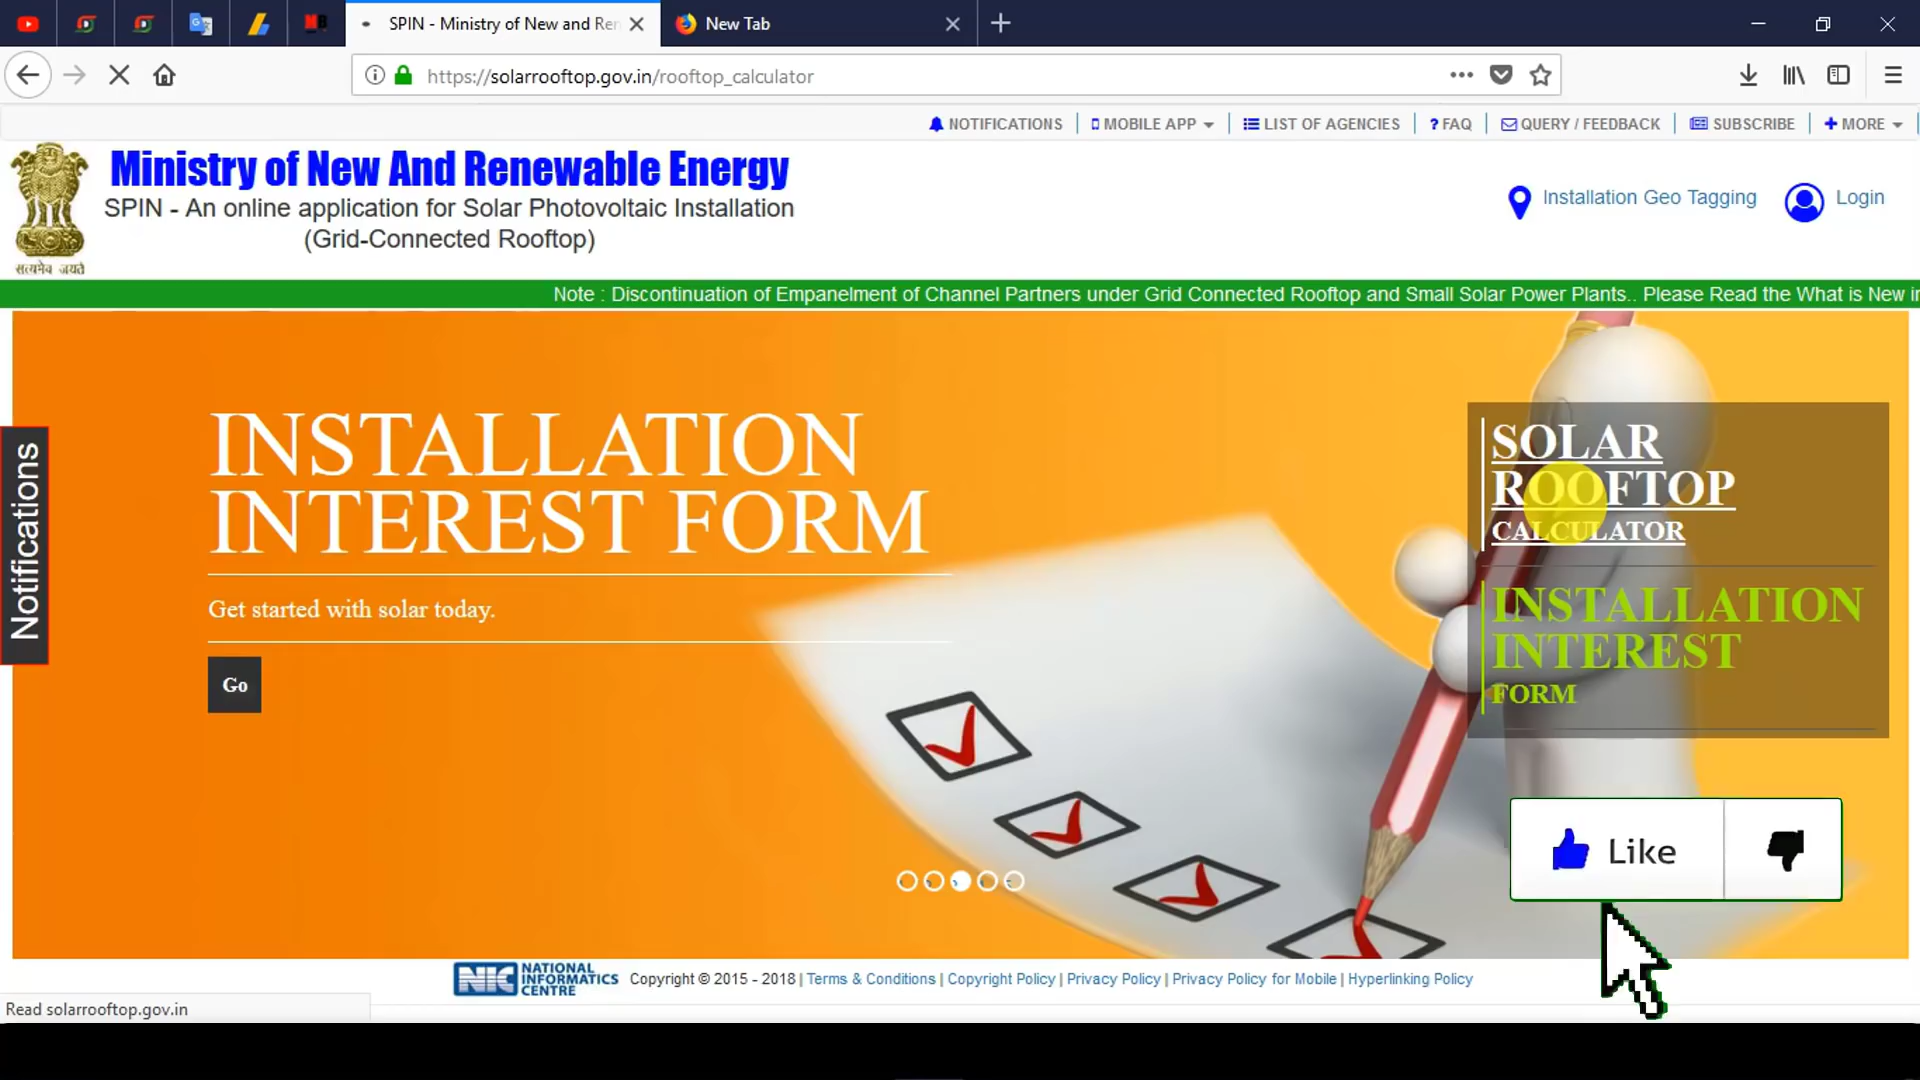 SPIN - Ministry of New and Ren
New Tab
https://solarrooftop.gov.in/rooftop_calculator
NOTIFICATIONS
MOBILE APP
LIST OF AGENCIES
? FAQ
QUERY / FEEDBACK
SUBSCRIBE
+ MORE
Ministry of New And Renewable Energy
SPIN - An online application for Solar Photovoltaic Installation
(Grid-Connected Rooftop)
सत्यमेव जयते
Installation Geo Tagging
Login
Note : Discontinuation of Empanelment of Channel Partners under Grid Connected Rooftop and Small Solar Power Plants.. Please Read the What is New in
Notifications
INSTALLATION
INTEREST FORM
Get started with solar today.
Go
SOLAR
ROOFTOP
CALCULATOR
INSTALLATION
INTEREST
FORM
Like
NIC NATIONAL
INFORMATICS
CENTRE
Copyright © 2015 - 2018 | Terms & Conditions | Copyright Policy | Privacy Policy | Privacy Policy for Mobile | Hyperlinking Policy
Read solarrooftop.gov.in